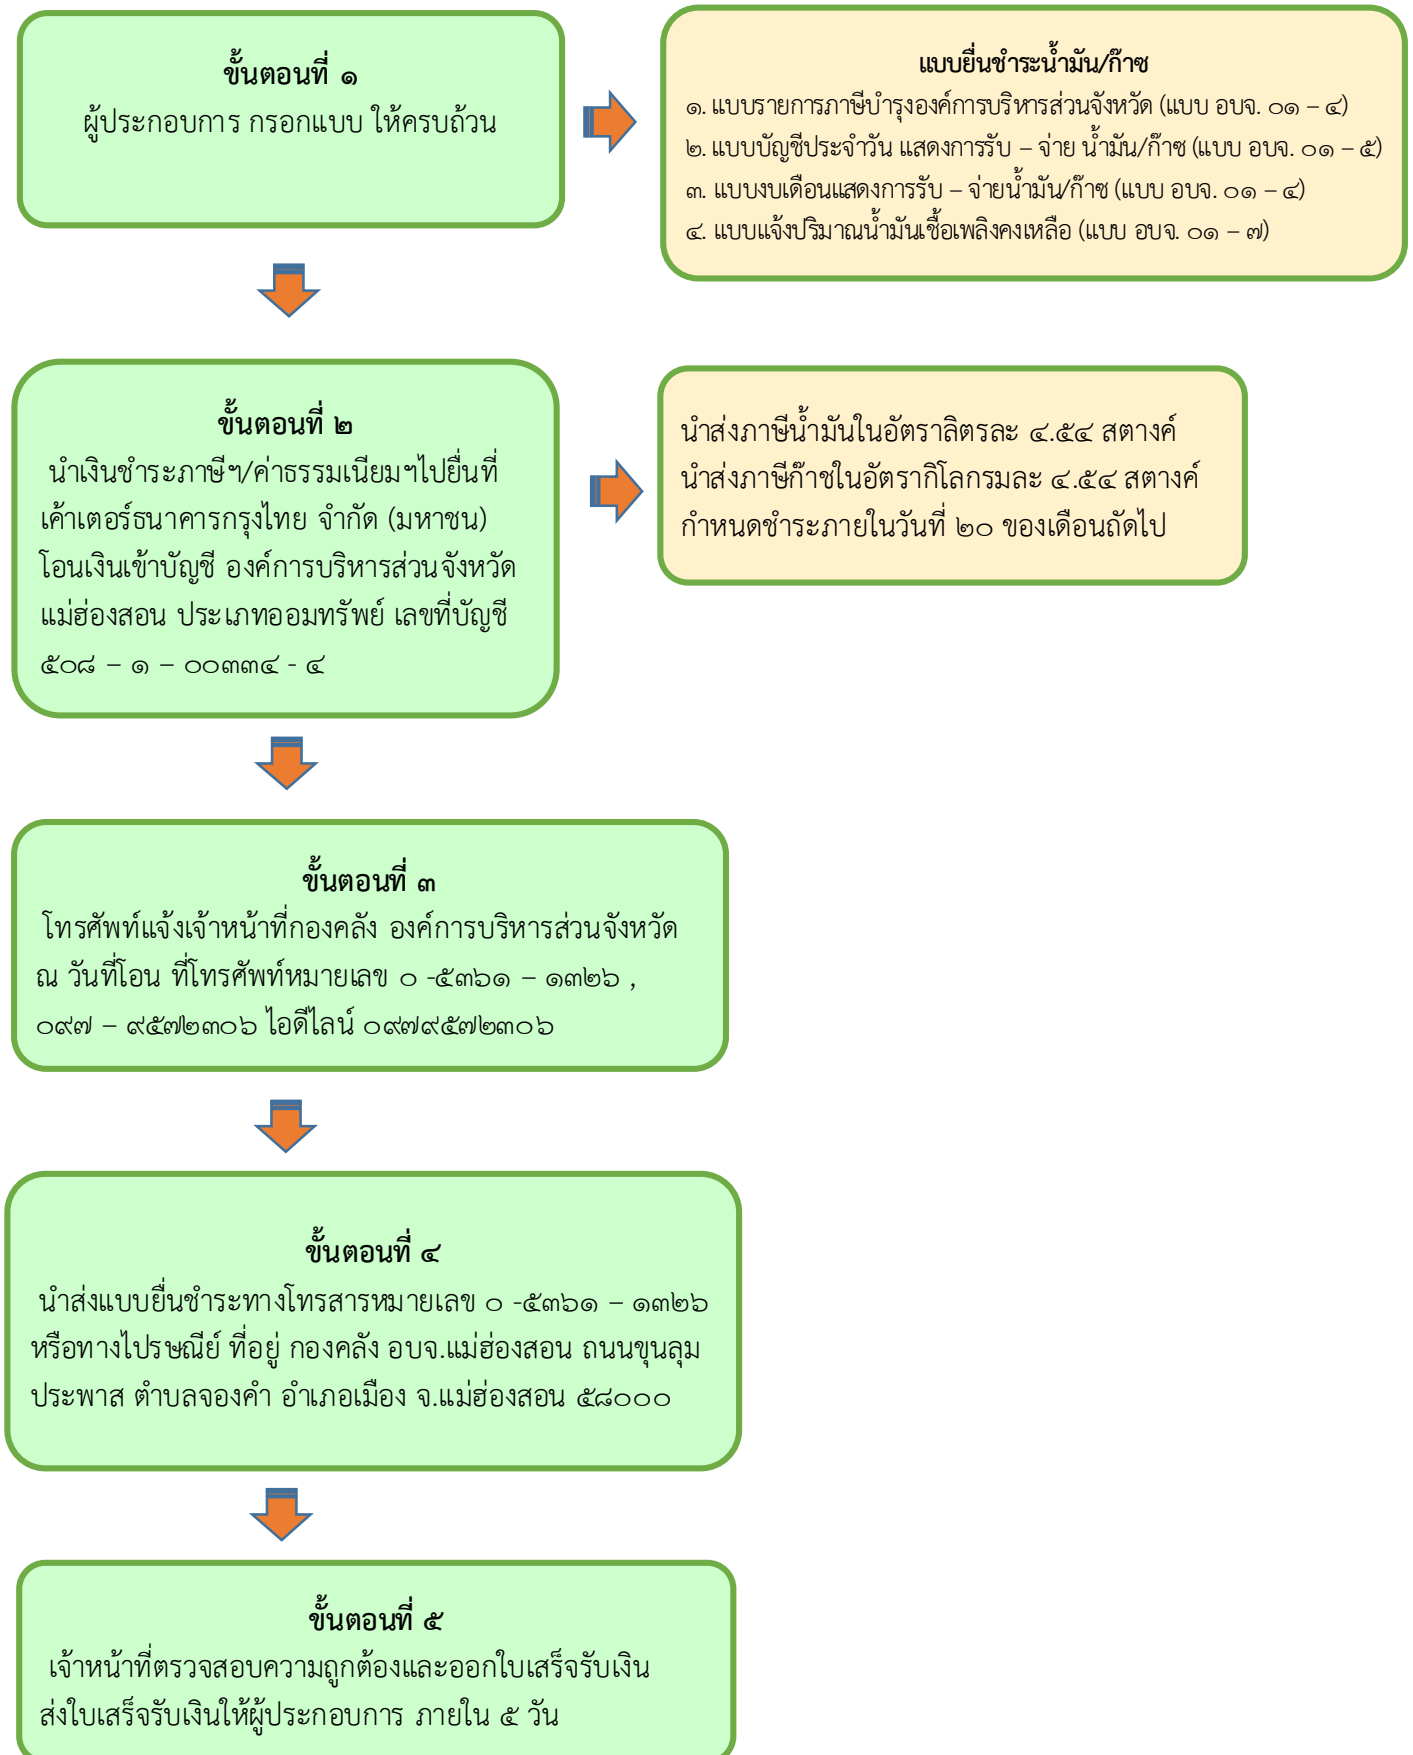 ขั้นตอนที่ ๑
ผู้ประกอบการ กรอกแบบ ให้ครบถ้วน
แบบยื่นชำระน้ำมัน/ก๊าซ
๑. แบบรายการภาษีบำรุงองค์การบริหารส่วนจังหวัด (แบบ อบจ. ๐๑ – ๔)
๒. แบบบัญชีประจำวัน แสดงการรับ – จ่าย น้ำมัน/ก๊าซ (แบบ อบจ. ๐๑ – ๕)
๓. แบบงบเดือนแสดงการรับ – จ่ายน้ำมัน/ก๊าซ (แบบ อบจ. ๐๑ – ๔)
๔. แบบแจ้งปริมาณน้ำมันเชื้อเพลิงคงเหลือ (แบบ อบจ. ๐๑ – ๗)
ขั้นตอนที่ ๒
นำเงินชำระภาษีฯ/ค่าธรรมเนียมฯไปยื่นที่
เค้าเตอร์ธนาคารกรุงไทย จำกัด (มหาชน)
โอนเงินเข้าบัญชี องค์การบริหารส่วนจังหวัด
แม่ฮ่องสอน ประเภทออมทรัพย์ เลขที่บัญชี
๕๐๘ – ๑ – ๐๐๓๓๔ - ๔
นำส่งภาษีน้ำมันในอัตราลิตรละ ๔.๕๔ สตางค์
นำส่งภาษีก๊าชในอัตรากิโลกรมละ ๔.๕๔ สตางค์
กำหนดชำระภายในวันที่ ๒๐ ของเดือนถัดไป
ขั้นตอนที่ ๓
โทรศัพท์แจ้งเจ้าหน้าที่กองคลัง องค์การบริหารส่วนจังหวัด
ณ วันที่โอน ที่โทรศัพท์หมายเลข ๐ -๕๓๖๑ – ๑๓๒๖ ,
๐๙๗ – ๙๕๗๒๓๐๖ ไอดีไลน์ ๐๙๗๙๕๗๒๓๐๖
ขั้นตอนที่ ๔
นำส่งแบบยื่นชำระทางโทรสารหมายเลข ๐ -๕๓๖๑ – ๑๓๒๖
หรือทางไปรษณีย์ ที่อยู่ กองคลัง อบจ.แม่ฮ่องสอน ถนนขุนลุม
ประพาส ตำบลจองคำ อำเภอเมือง จ.แม่ฮ่องสอน ๕๘๐๐๐
ขั้นตอนที่ ๕
เจ้าหน้าที่ตรวจสอบความถูกต้องและออกใบเสร็จรับเงิน
ส่งใบเสร็จรับเงินให้ผู้ประกอบการ ภายใน ๕ วัน